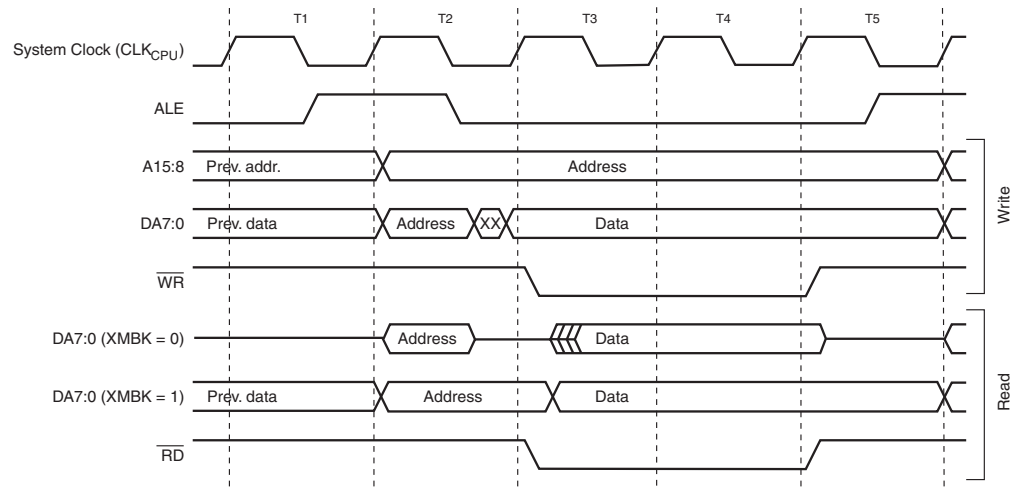 T1 T2 T3 T4 T5
System Clock (CLKCPU)
ALE
A15:8 Prev. addr. Address
DA7:0 Prev. data Address XX Data
WR
Write
DA7:0 (XMBK = 0) Address Data
DA7:0 (XMBK = 1) Prev. data Address Data
RD
Read